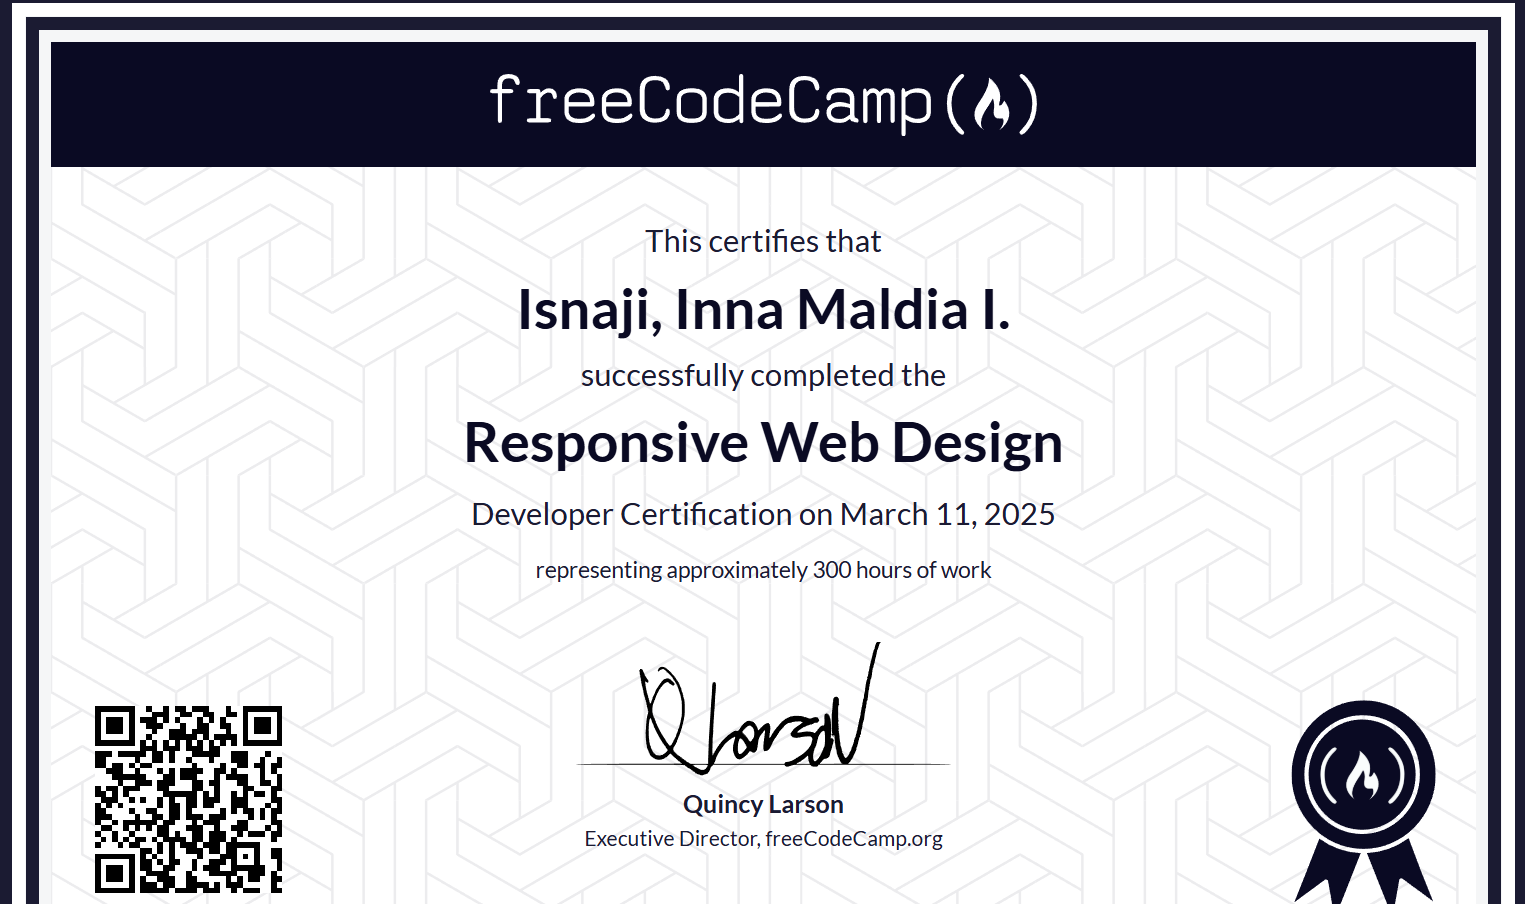 freeCodeCamp
This certifies that
Isnaji, Inna Maldia I.
successfully completed the
Responsive Web Design
Developer Certification on March 11, 2025
representing approximately 300 hours of work
Q Larson
Quincy Larson
Executive Director, freeCodeCamp.org